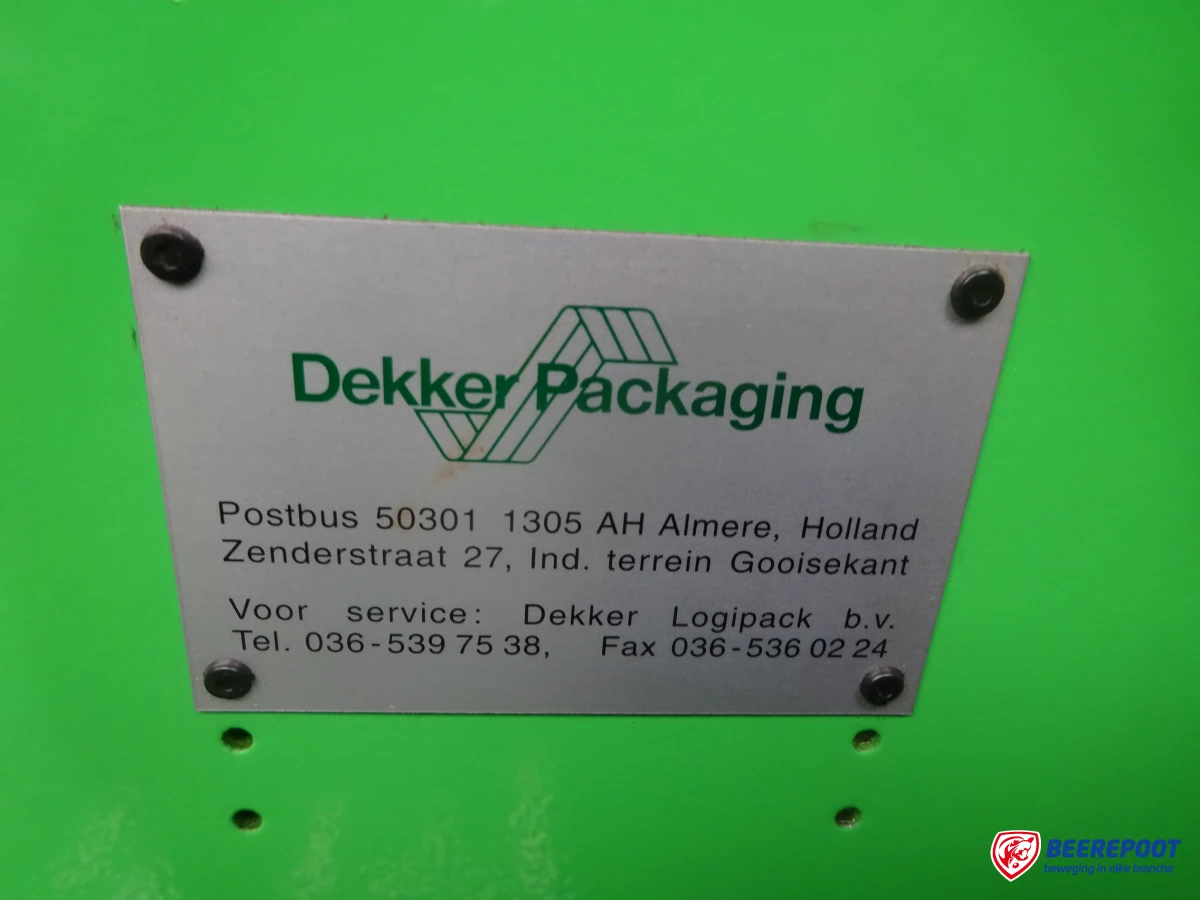 Dekker Packaging
Postbus 50301 1305 AH Almere, Holland
Zenderstraat 27, Ind. terrein Gooisekant
Voor service: Dekker Logipack b.v.
Tel. 036-539 75 38, Fax 036-536 02 24
BEEREPOOT
beweging in elke branche